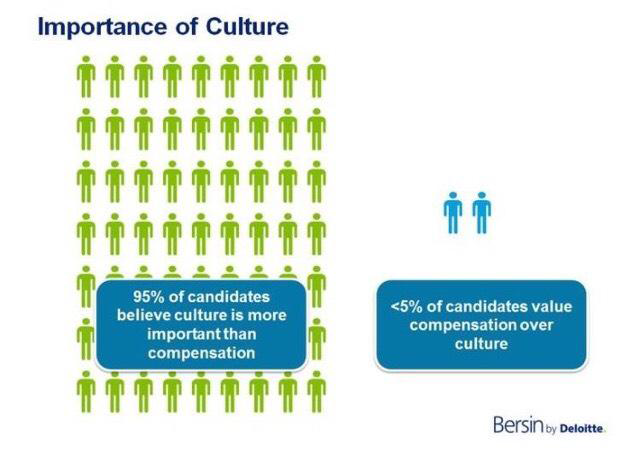 Importance of Culture
95% of candidates
believe culture is more
important than
compensation
<5% of candidates value
compensation over
culture
Bersin by Deloitte.